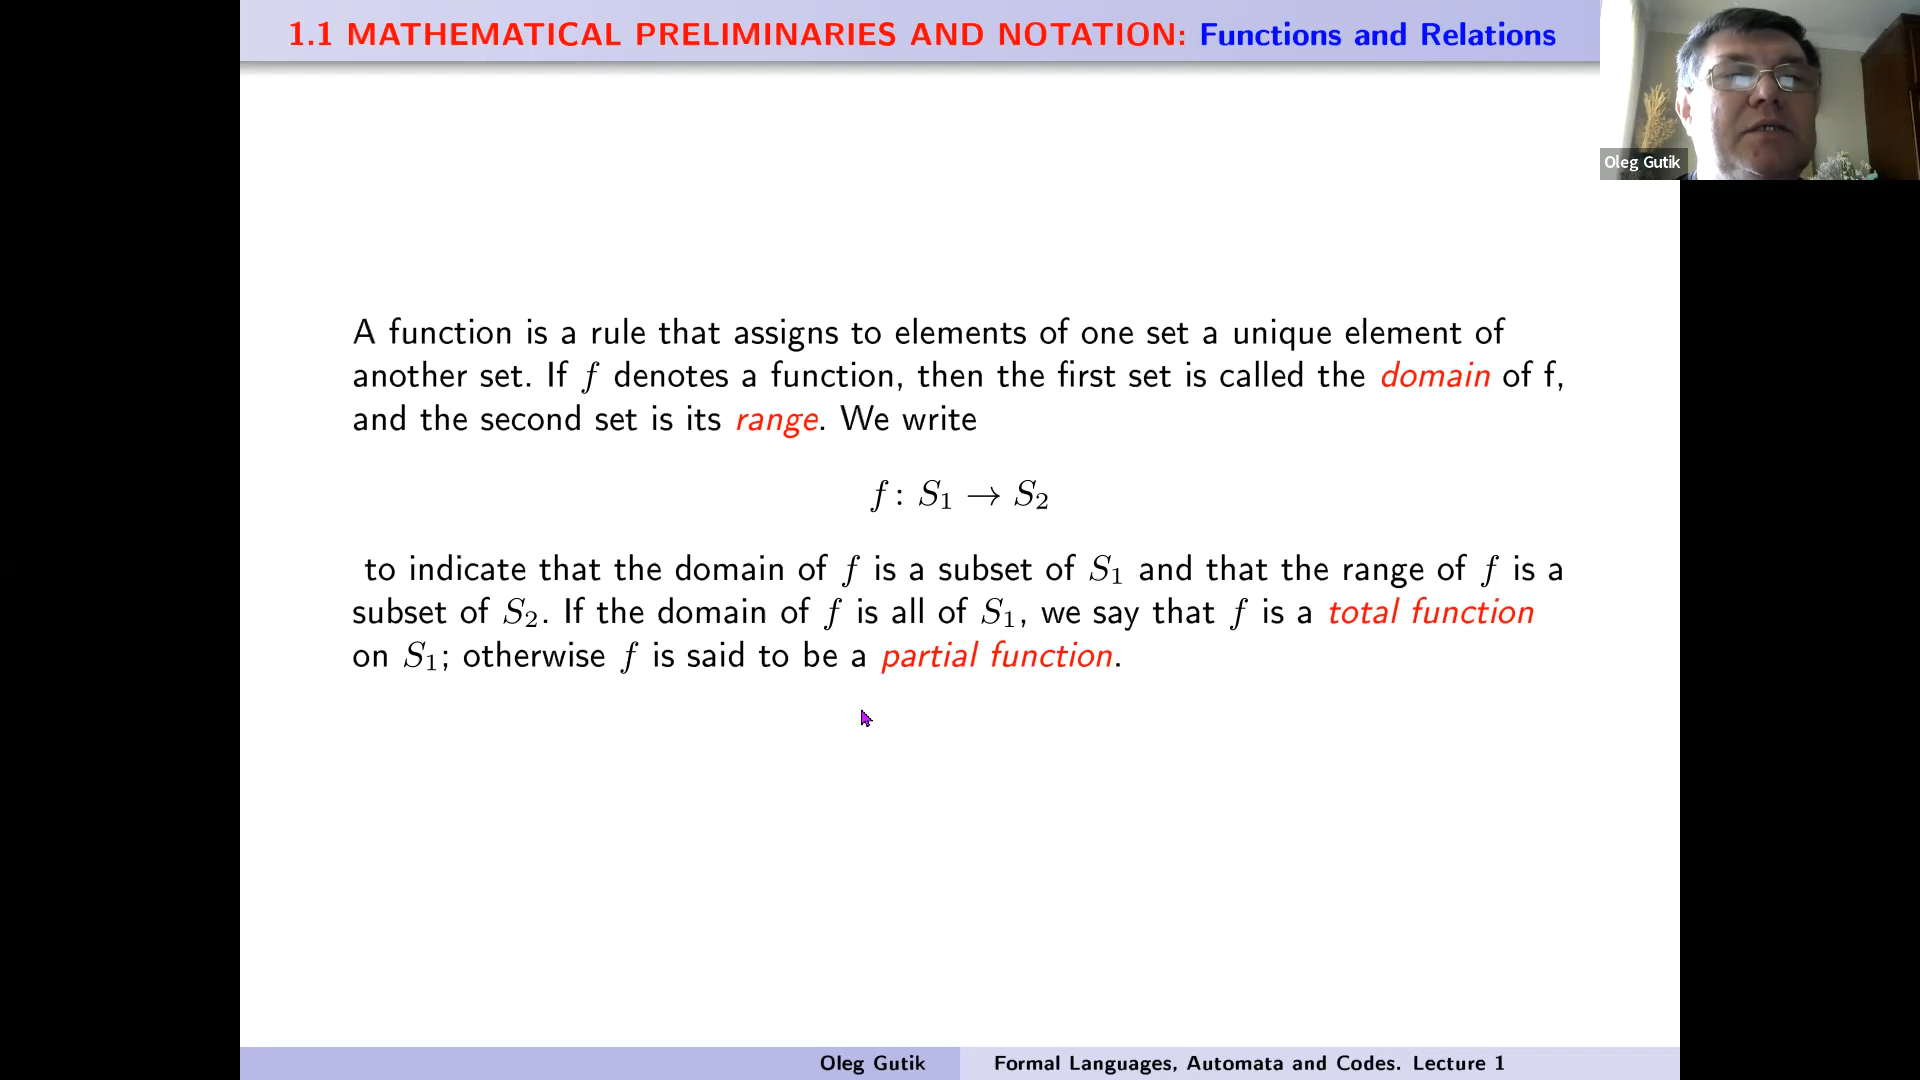 1.1 MATHEMATICAL PRELIMINARIES AND NOTATION: Functions and Relations
Oleg Gutik
A function is a rule that assigns to elements of one set a unique element of
another set. If f denotes a function, then the first set is called the domain of f,
and the second set is its range. We write
f : S₁ → S₂
to indicate that the domain of f is a subset of S₁ and that the range of f is a
subset of S₂. If the domain of f is all of S₁, we say that f is a total function
on S₁; otherwise f is said to be a partial function.
Oleg Gutik
Formal Languages, Automata and Codes. Lecture 1